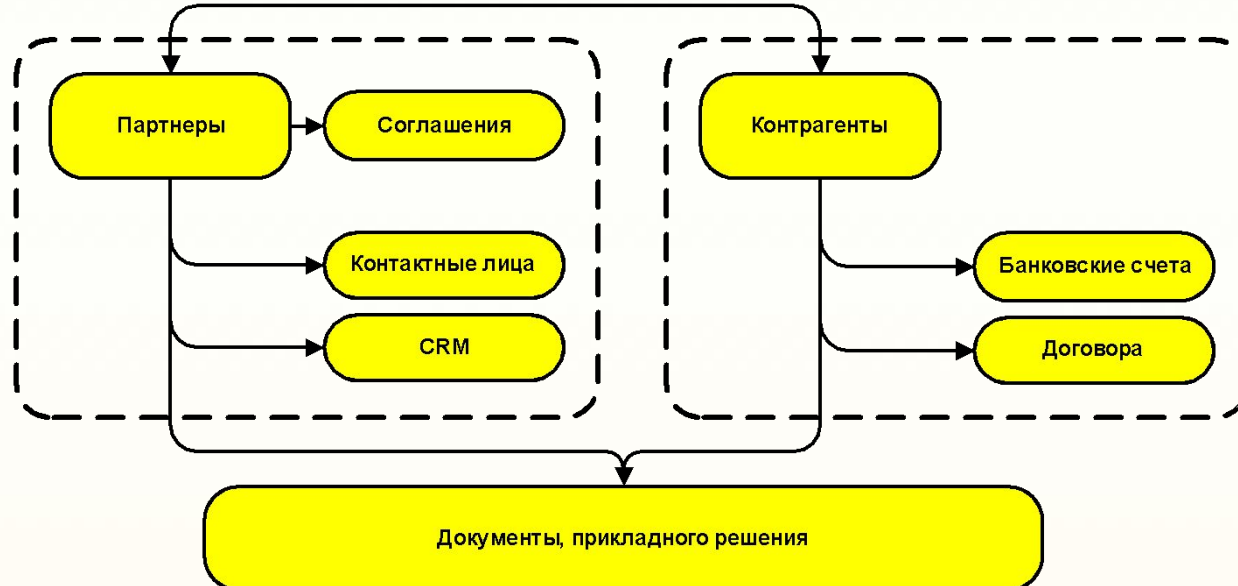 Партнеры
Соглашения
Контрагенты
Контактные лица
Банковские счета
CRM
Договора
Документы, прикладного решения